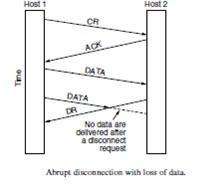 Host 1
Host 2
CR
ACK
DATA
DATA
DR
Time
No data are
delivered after
a disconnect
request
Abrupt disconnection with loss of data.